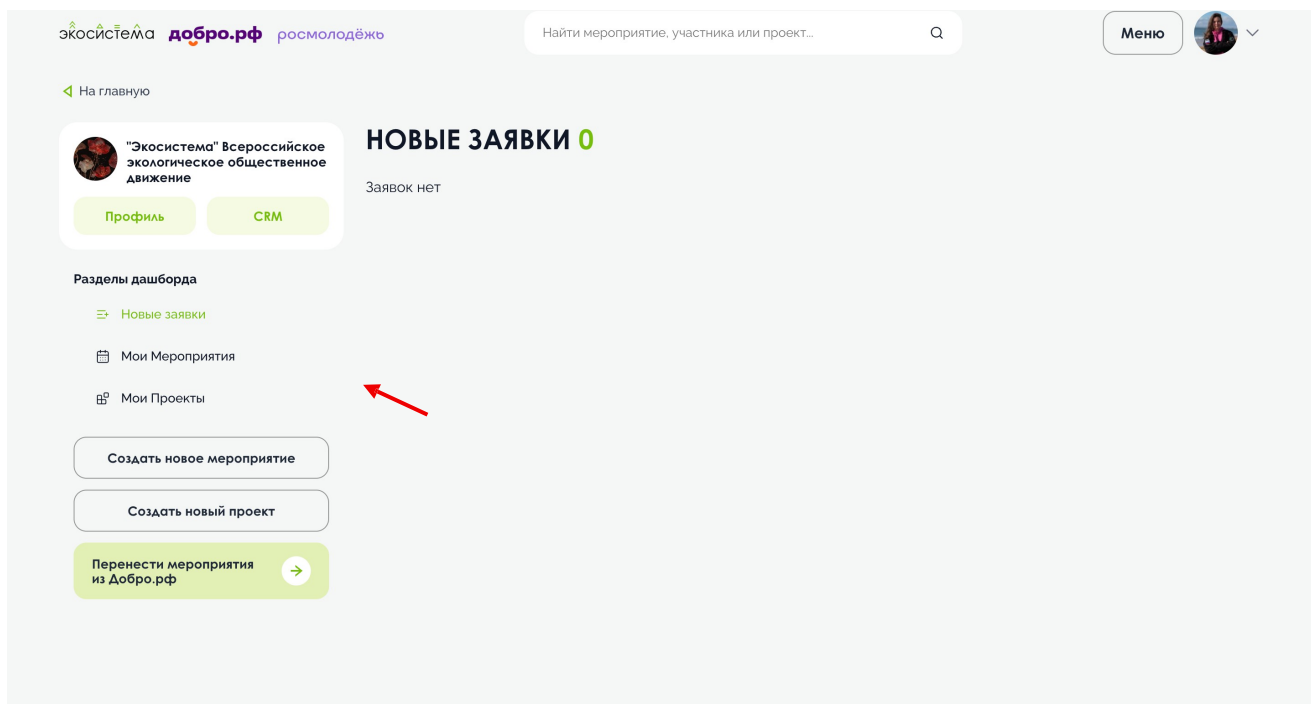 экосистема добро.рф росмолодёжь
Найти мероприятие, участника или проект...
Меню
На главную
"Экосистема" Всероссийское
экологическое общественное
движение
Профиль
CRM
НОВЫЕ ЗАЯВКИ 0
Заявок нет
Разделы дашборда
Новые заявки
Мои Мероприятия
Мои Проекты
Создать новое мероприятие
Создать новый проект
Перенести мероприятия
из Добро.рф